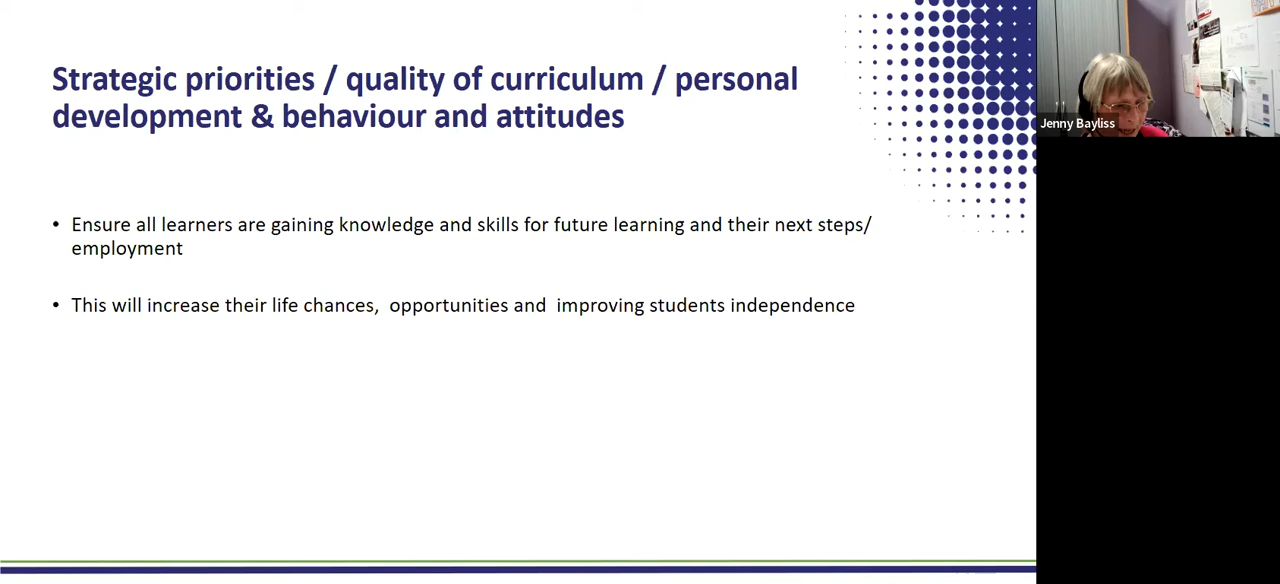 Strategic priorities / quality of curriculum / personal
development & behaviour and attitudes
• Ensure all learners are gaining knowledge and skills for future learning and their next steps/
employment
• This will increase their life chances,  opportunities and  improving students independence
Jenny Bayliss